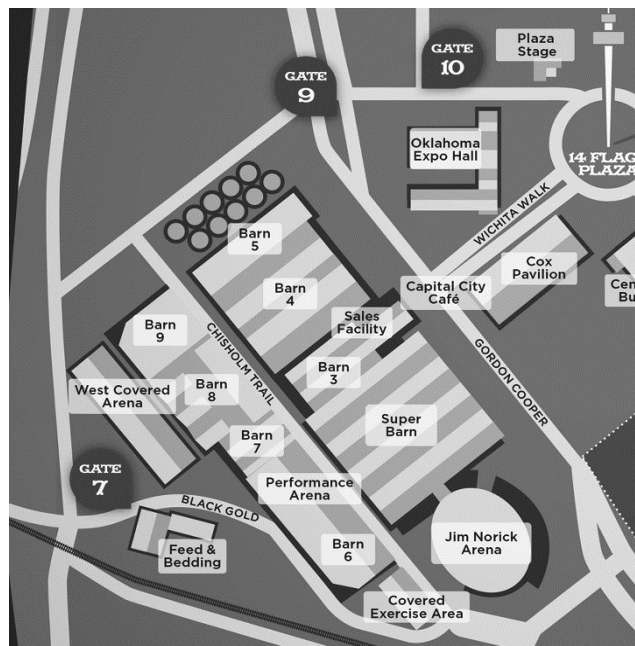 Plaza
Stage
GATE
10
GATE
9
Oklahoma
Expo Hall
14 FLAG
PLAZA
WICHITA WALK
Barn
5
Cox
Pavilion
Barn
4
Capital City
Café
Cen
Bu
Sales
Facility
Barn
9
CHISHOLM TRAIL
GORDON COOPER
Barn
3
West Covered
Arena
Barn
8
Super
Barn
Barn
7
GATE
7
Performance
Arena
BLACK GOLD
Jim Norick
Arena
Feed &
Bedding
Barn
6
Covered
Exercise Area